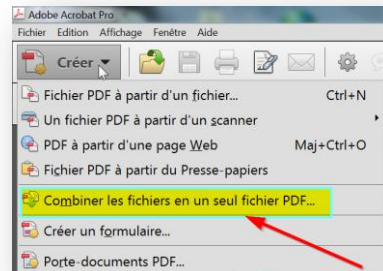 Adobe Acrobat Pro
Fichier Edition Affichage Fenêtre Aide
Créer
Fichier PDF à partir d'un fichier... Ctrl+N
Un fichier PDF à partir d'un scanner
PDF à partir d'une page Web Maj+Ctrl+O
Fichier PDF à partir du Presse-papiers
Combiner les fichiers en un seul fichier PDF...
Créer un formulaire...
Porte-documents PDF...